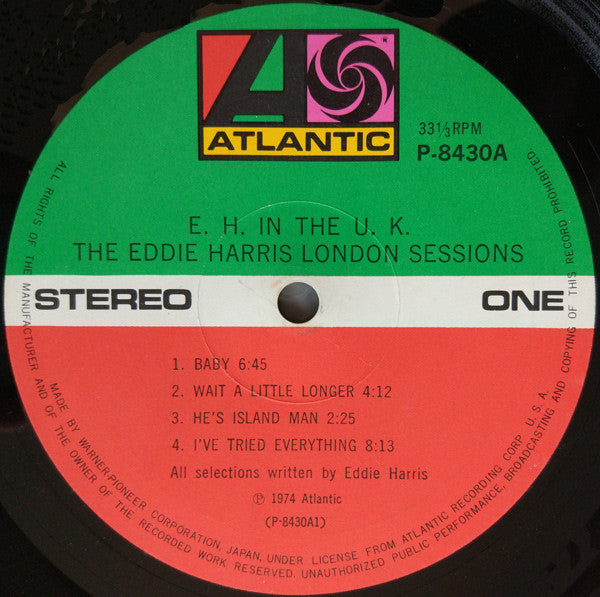 A
ATLANTIC
®
33⅓RPM
P-8430A
E. H. IN THE U. K.
THE EDDIE HARRIS LONDON SESSIONS
STEREO
ONE
1. BABY 6:45
2. WAIT A LITTLE LONGER 4:12
3. HE'S ISLAND MAN 2:25
4. I'VE TRIED EVERYTHING 8:13
All selections written by Eddie Harris
℗ 1974 Atlantic
(P-8430A1)
MADE BY WARNER-PIONEER CORPORATION, JAPAN, UNDER LICENSE FROM ATLANTIC RECORDING CORP. U.S.A.
ALL RIGHTS OF THE MANUFACTURER AND OF THE OWNER OF THE RECORDED WORK RESERVED. UNAUTHORIZED PUBLIC PERFORMANCE, BROADCASTING AND COPYING OF THIS RECORD PROHIBITED.